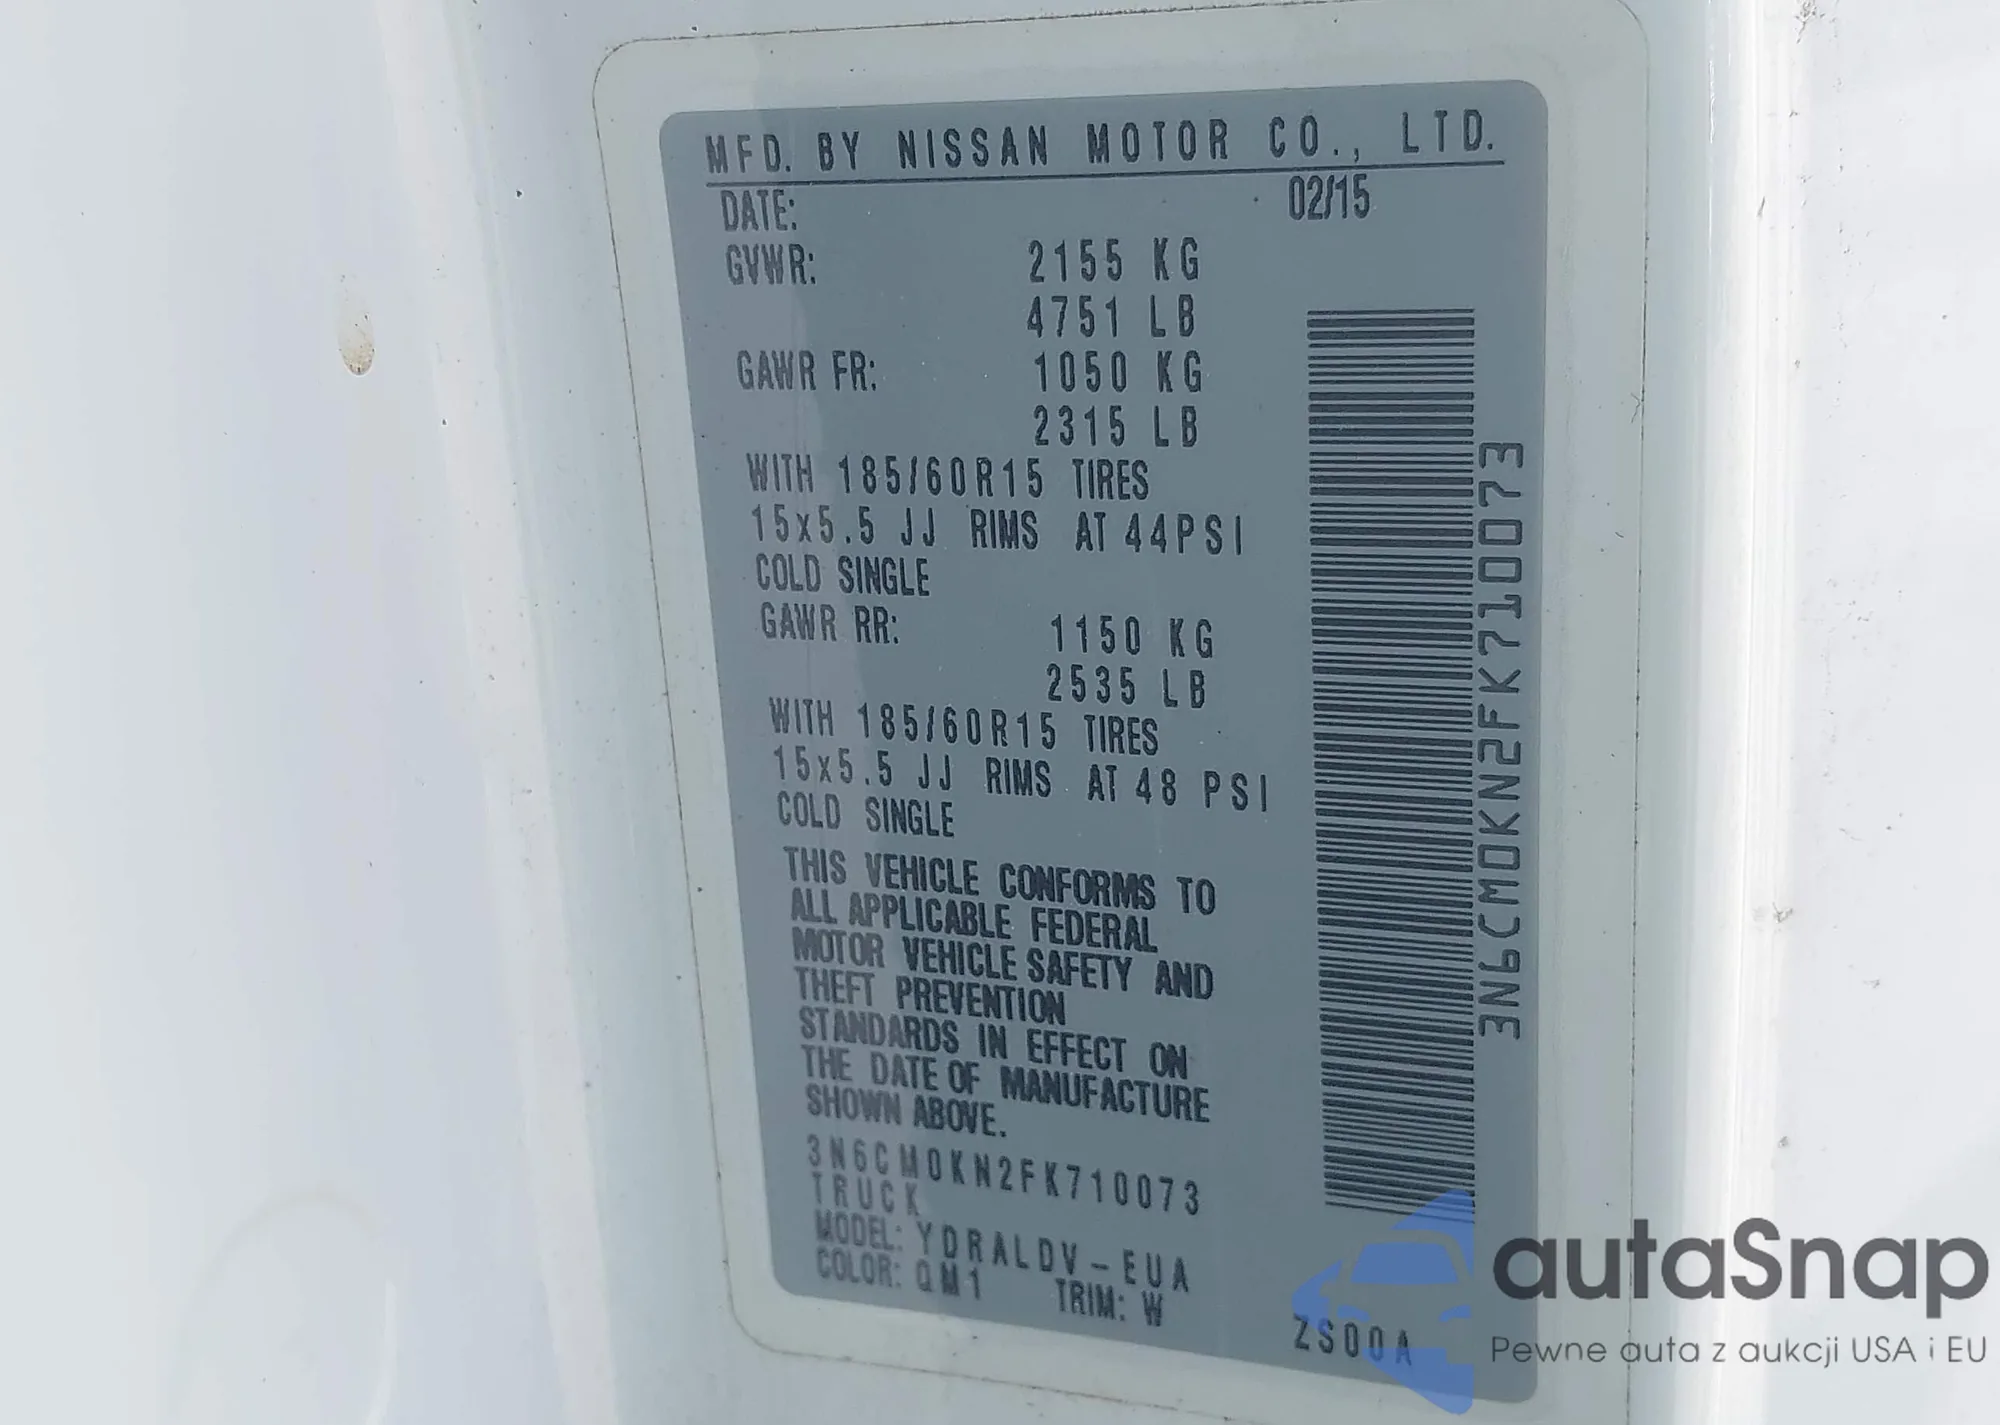 MFD. BY NISSAN MOTOR CO., LTD.
DATE: 02/15
GVWR: 2155 KG
4751 LB
GAWR FR: 1050 KG
2315 LB
WITH 185/60R15 TIRES
15x5.5 JJ RIMS AT 44PSI
COLD SINGLE
GAWR RR: 1150 KG
2535 LB
WITH 185/60R15 TIRES
15x5.5 JJ RIMS AT 48 PSI
COLD SINGLE
THIS VEHICLE CONFORMS TO
ALL APPLICABLE FEDERAL
MOTOR VEHICLE SAFETY AND
THEFT PREVENTION
STANDARDS IN EFFECT ON
THE DATE OF MANUFACTURE
SHOWN ABOVE.
3N6CM0KN2FK710073
TRUCK
MODEL: YDRALDV-EUA
COLOR: QM1 TRIM: W
ZS00A
3N6CM0KN2FK710073
autaSnap
Pewne auta z aukcji USA i EU